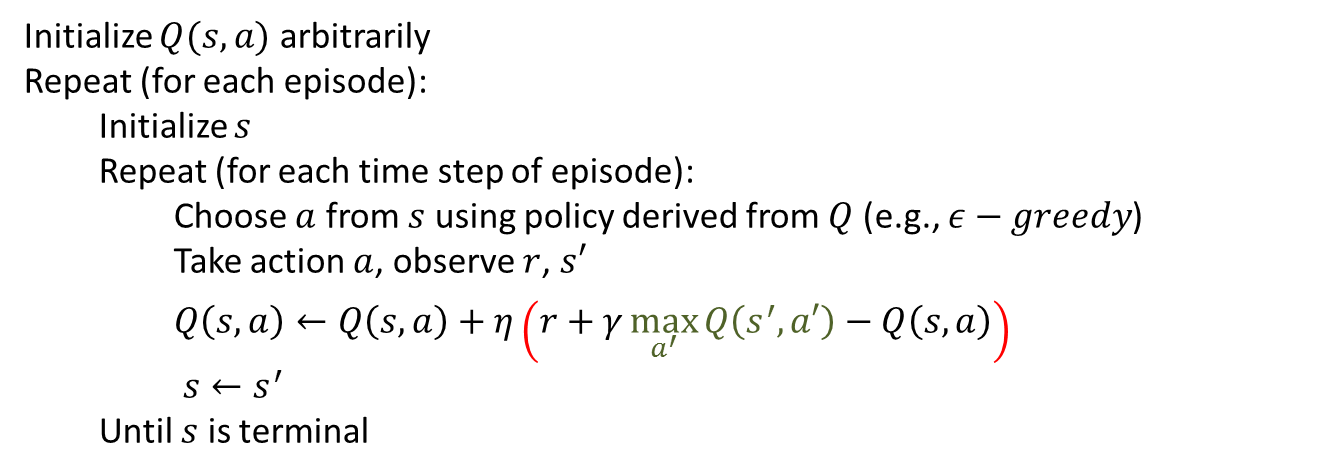 Initialize Q(s, a) arbitrarily
Repeat (for each episode):
Initialize s
Repeat (for each time step of episode):
Choose a from s using policy derived from Q (e.g., ϵ − greedy)
Take action a, observe r, s′
Q(s, a) ← Q(s, a) + η (r + γ max_{a′} Q(s′, a′) − Q(s, a))
s ← s′
Until s is terminal